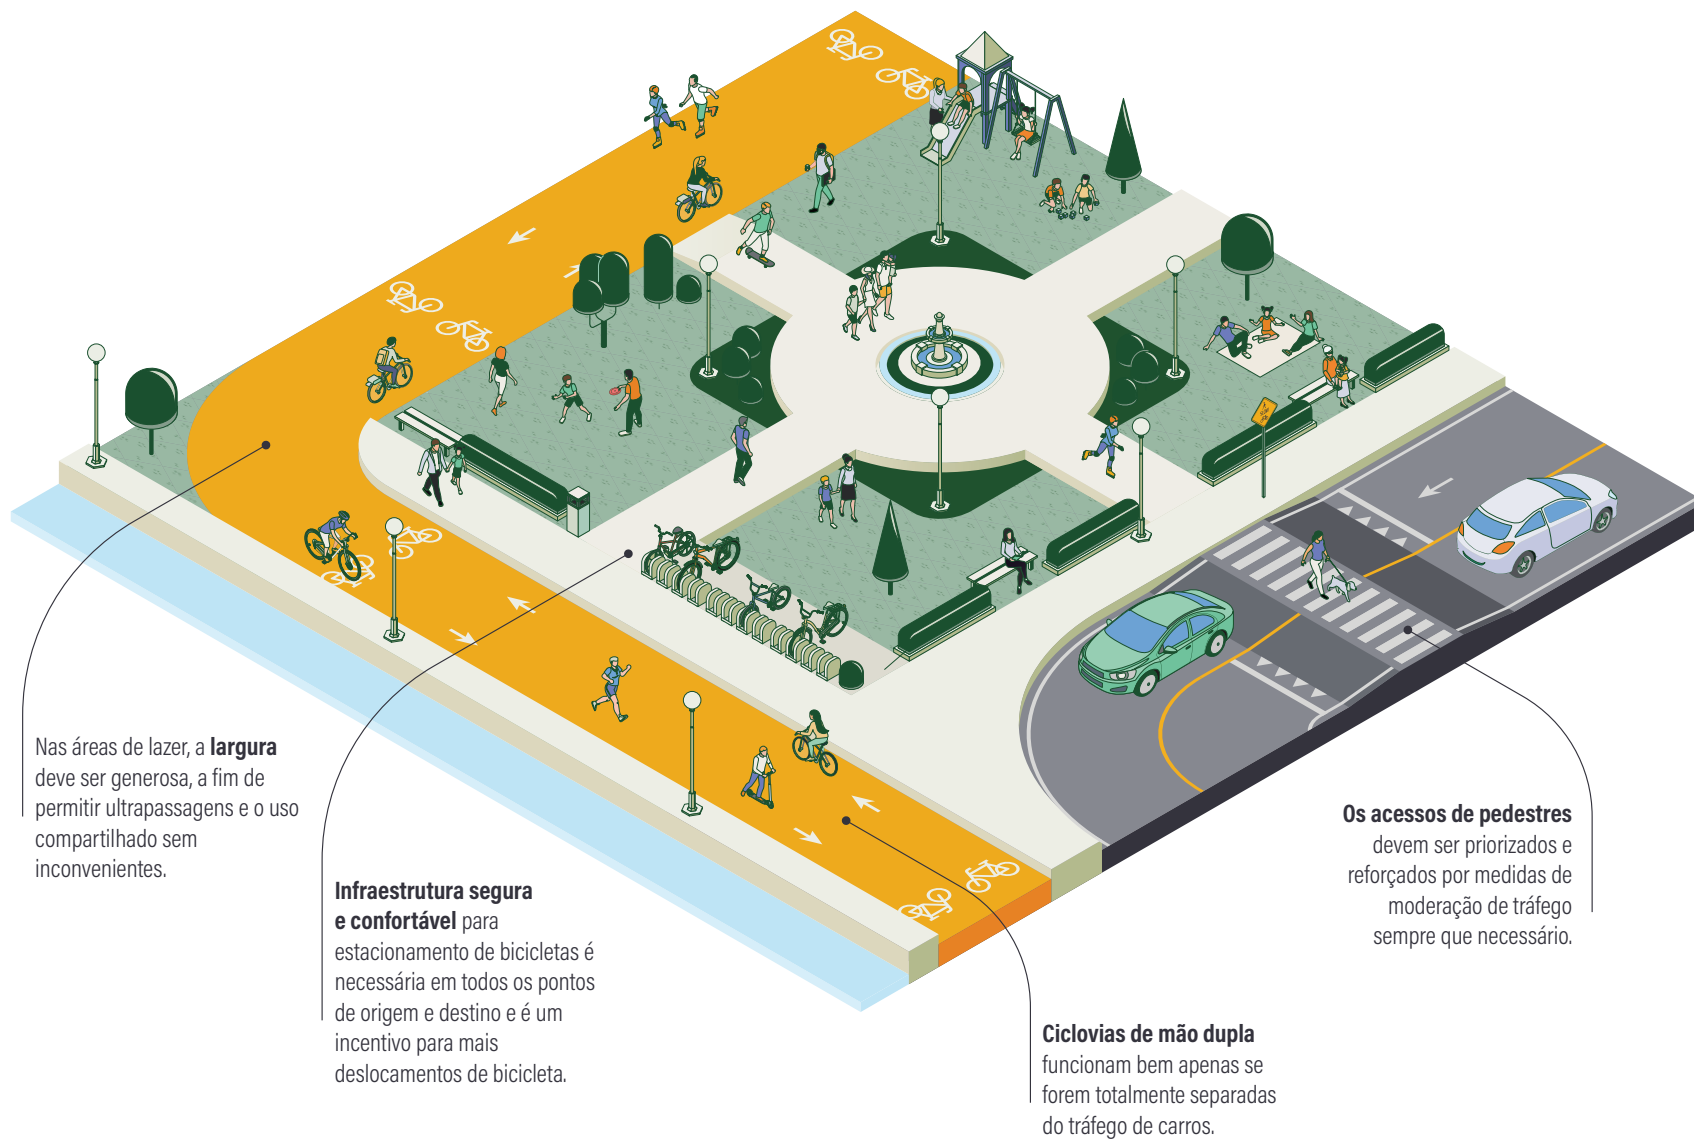 Nas áreas de lazer, a largura
deve ser generosa, a fim de
permitir ultrapassagens e o uso
compartilhado sem
inconvenientes.
Infraestrutura segura
e confortável para
estacionamento de bicicletas é
necessária em todos os pontos
de origem e destino e é um
incentivo para mais
deslocamentos de bicicleta.
Ciclovias de mão dupla
funcionam bem apenas se
forem totalmente separadas
do tráfego de carros.
Os acessos de pedestres
devem ser priorizados e
reforçados por medidas de
moderação de tráfego
sempre que necessário.